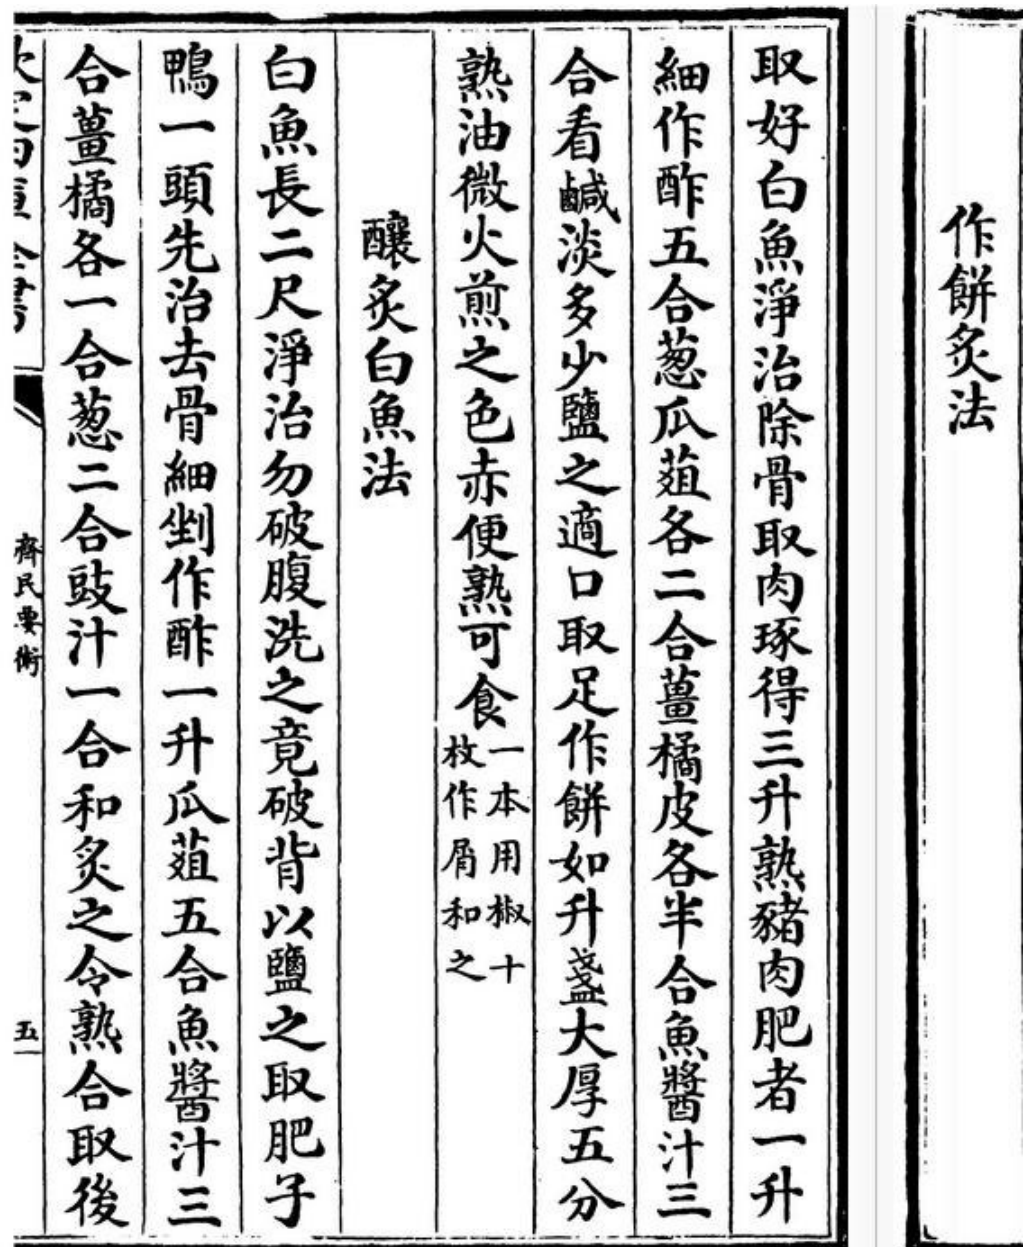 作餅炙法
取好白魚淨治除骨取肉琢得三升熟豬肉肥者一升
細作酢五合葱瓜葅各二合薑橘皮各半合魚醬汁三
合看鹹淡多少鹽之適口取足作餅如升盞大厚五分
熟油微火煎之色赤便熟可食
一本用椒十
枚作屑和之
釀炙白魚法
白魚長二尺淨治勿破腹洗之竟破背以鹽之取肥子
鴨一頭先治去骨細剉作酢一升瓜葅五合魚醬汁三
合薑橘各一合葱二合豉汁一合和炙之令熟合取後
齊民要術
五